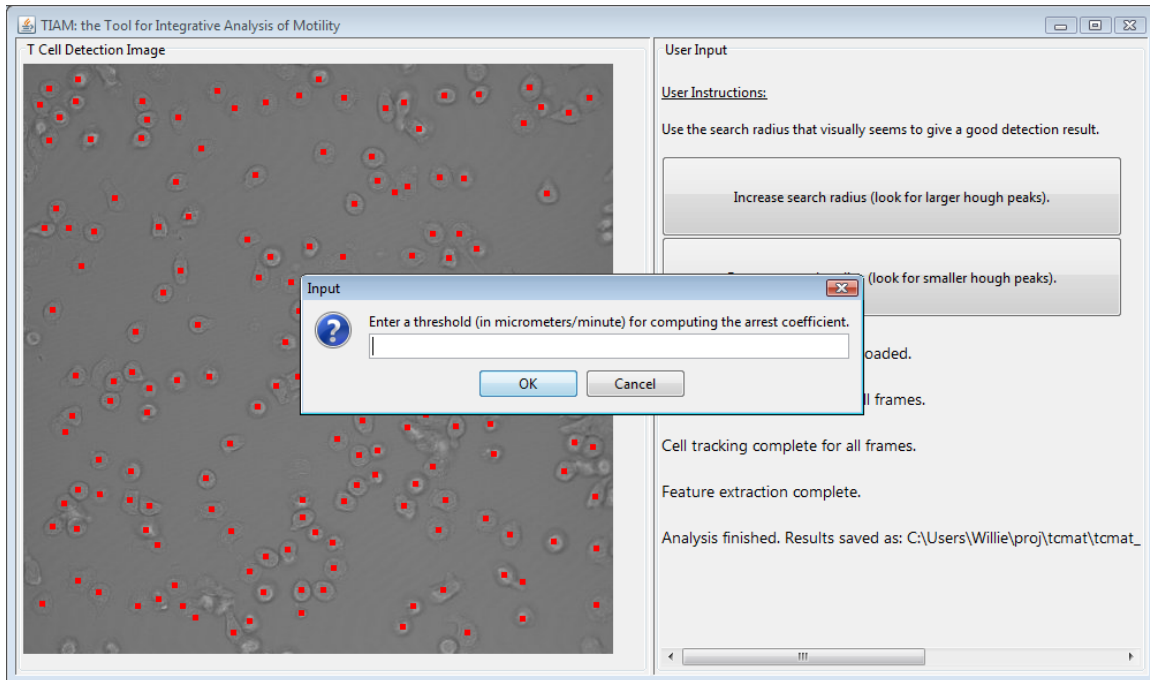 TIAM: the Tool for Integrative Analysis of Motility
T Cell Detection Image
User Input
User Instructions:
Use the search radius that visually seems to give a good detection result.
Increase search radius (look for larger hough peaks).
(look for smaller hough peaks).
Input
Enter a threshold (in micrometers/minute) for computing the arrest coefficient.
OK
Cancel
oaded.
ll frames.
Cell tracking complete for all frames.
Feature extraction complete.
Analysis finished. Results saved as: C:\Users\Willie\proj\tcmat\tcmat_